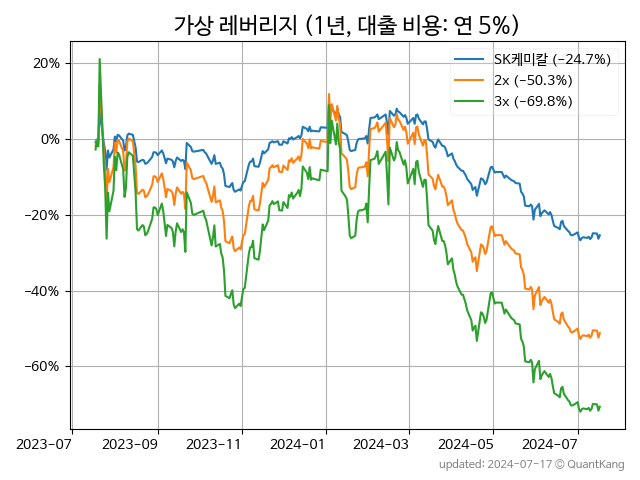 가상 레버리지 (1년, 대출 비용: 연 5%)
SK케미칼 (−24.7%)
2x (−50.3%)
3x (−69.8%)
20%
0%
−20%
−40%
−60%
2023-07 2023-09 2023-11 2024-01 2024-03 2024-05 2024-07
updated: 2024-07-17 © QuantKang